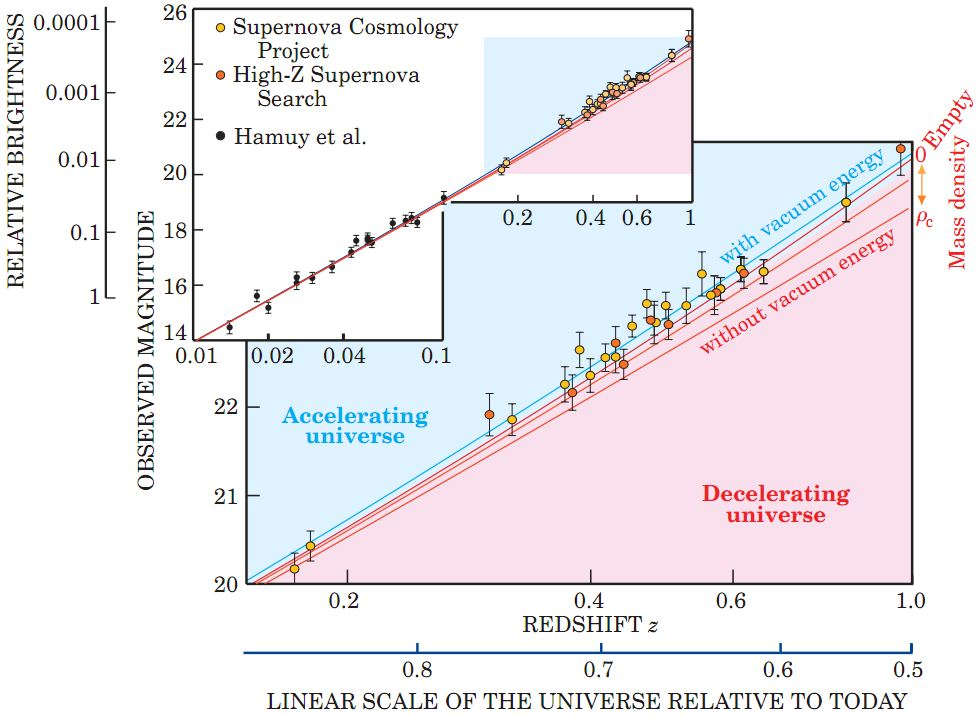 RELATIVE BRIGHTNESS
0.0001
0.001
0.01
0.1
1
OBSERVED MAGNITUDE
26
24
22
20
18
16
14
Supernova Cosmology
Project
High-Z Supernova
Search
Hamuy et al.
0.01
0.02
0.04
0.1
0.2
0.4
0.6
1
22
21
20
Accelerating
universe
with vacuum energy
without vacuum energy
Decelerating
universe
0
Empty
ρc
Mass density
0.2
0.4
0.6
1.0
REDSHIFT z
0.8
0.7
0.6
0.5
LINEAR SCALE OF THE UNIVERSE RELATIVE TO TODAY